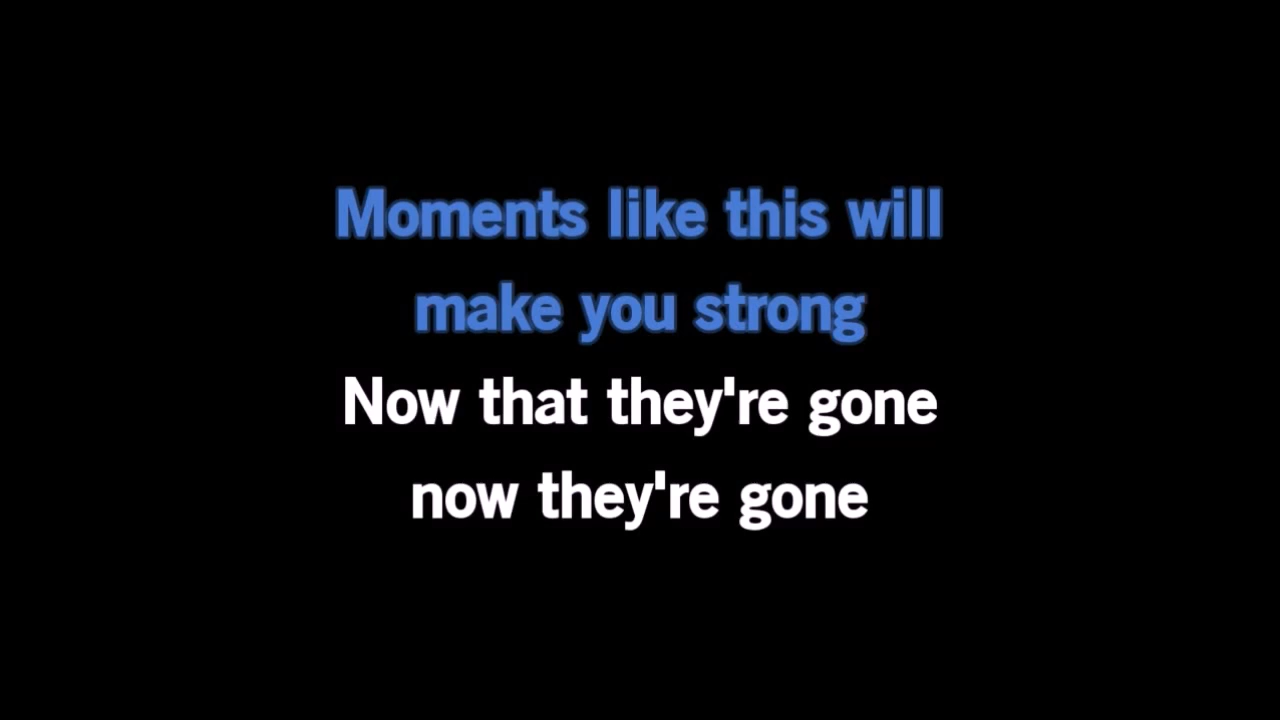 Moments like this will
make you strong
Now that they're gone
now they're gone